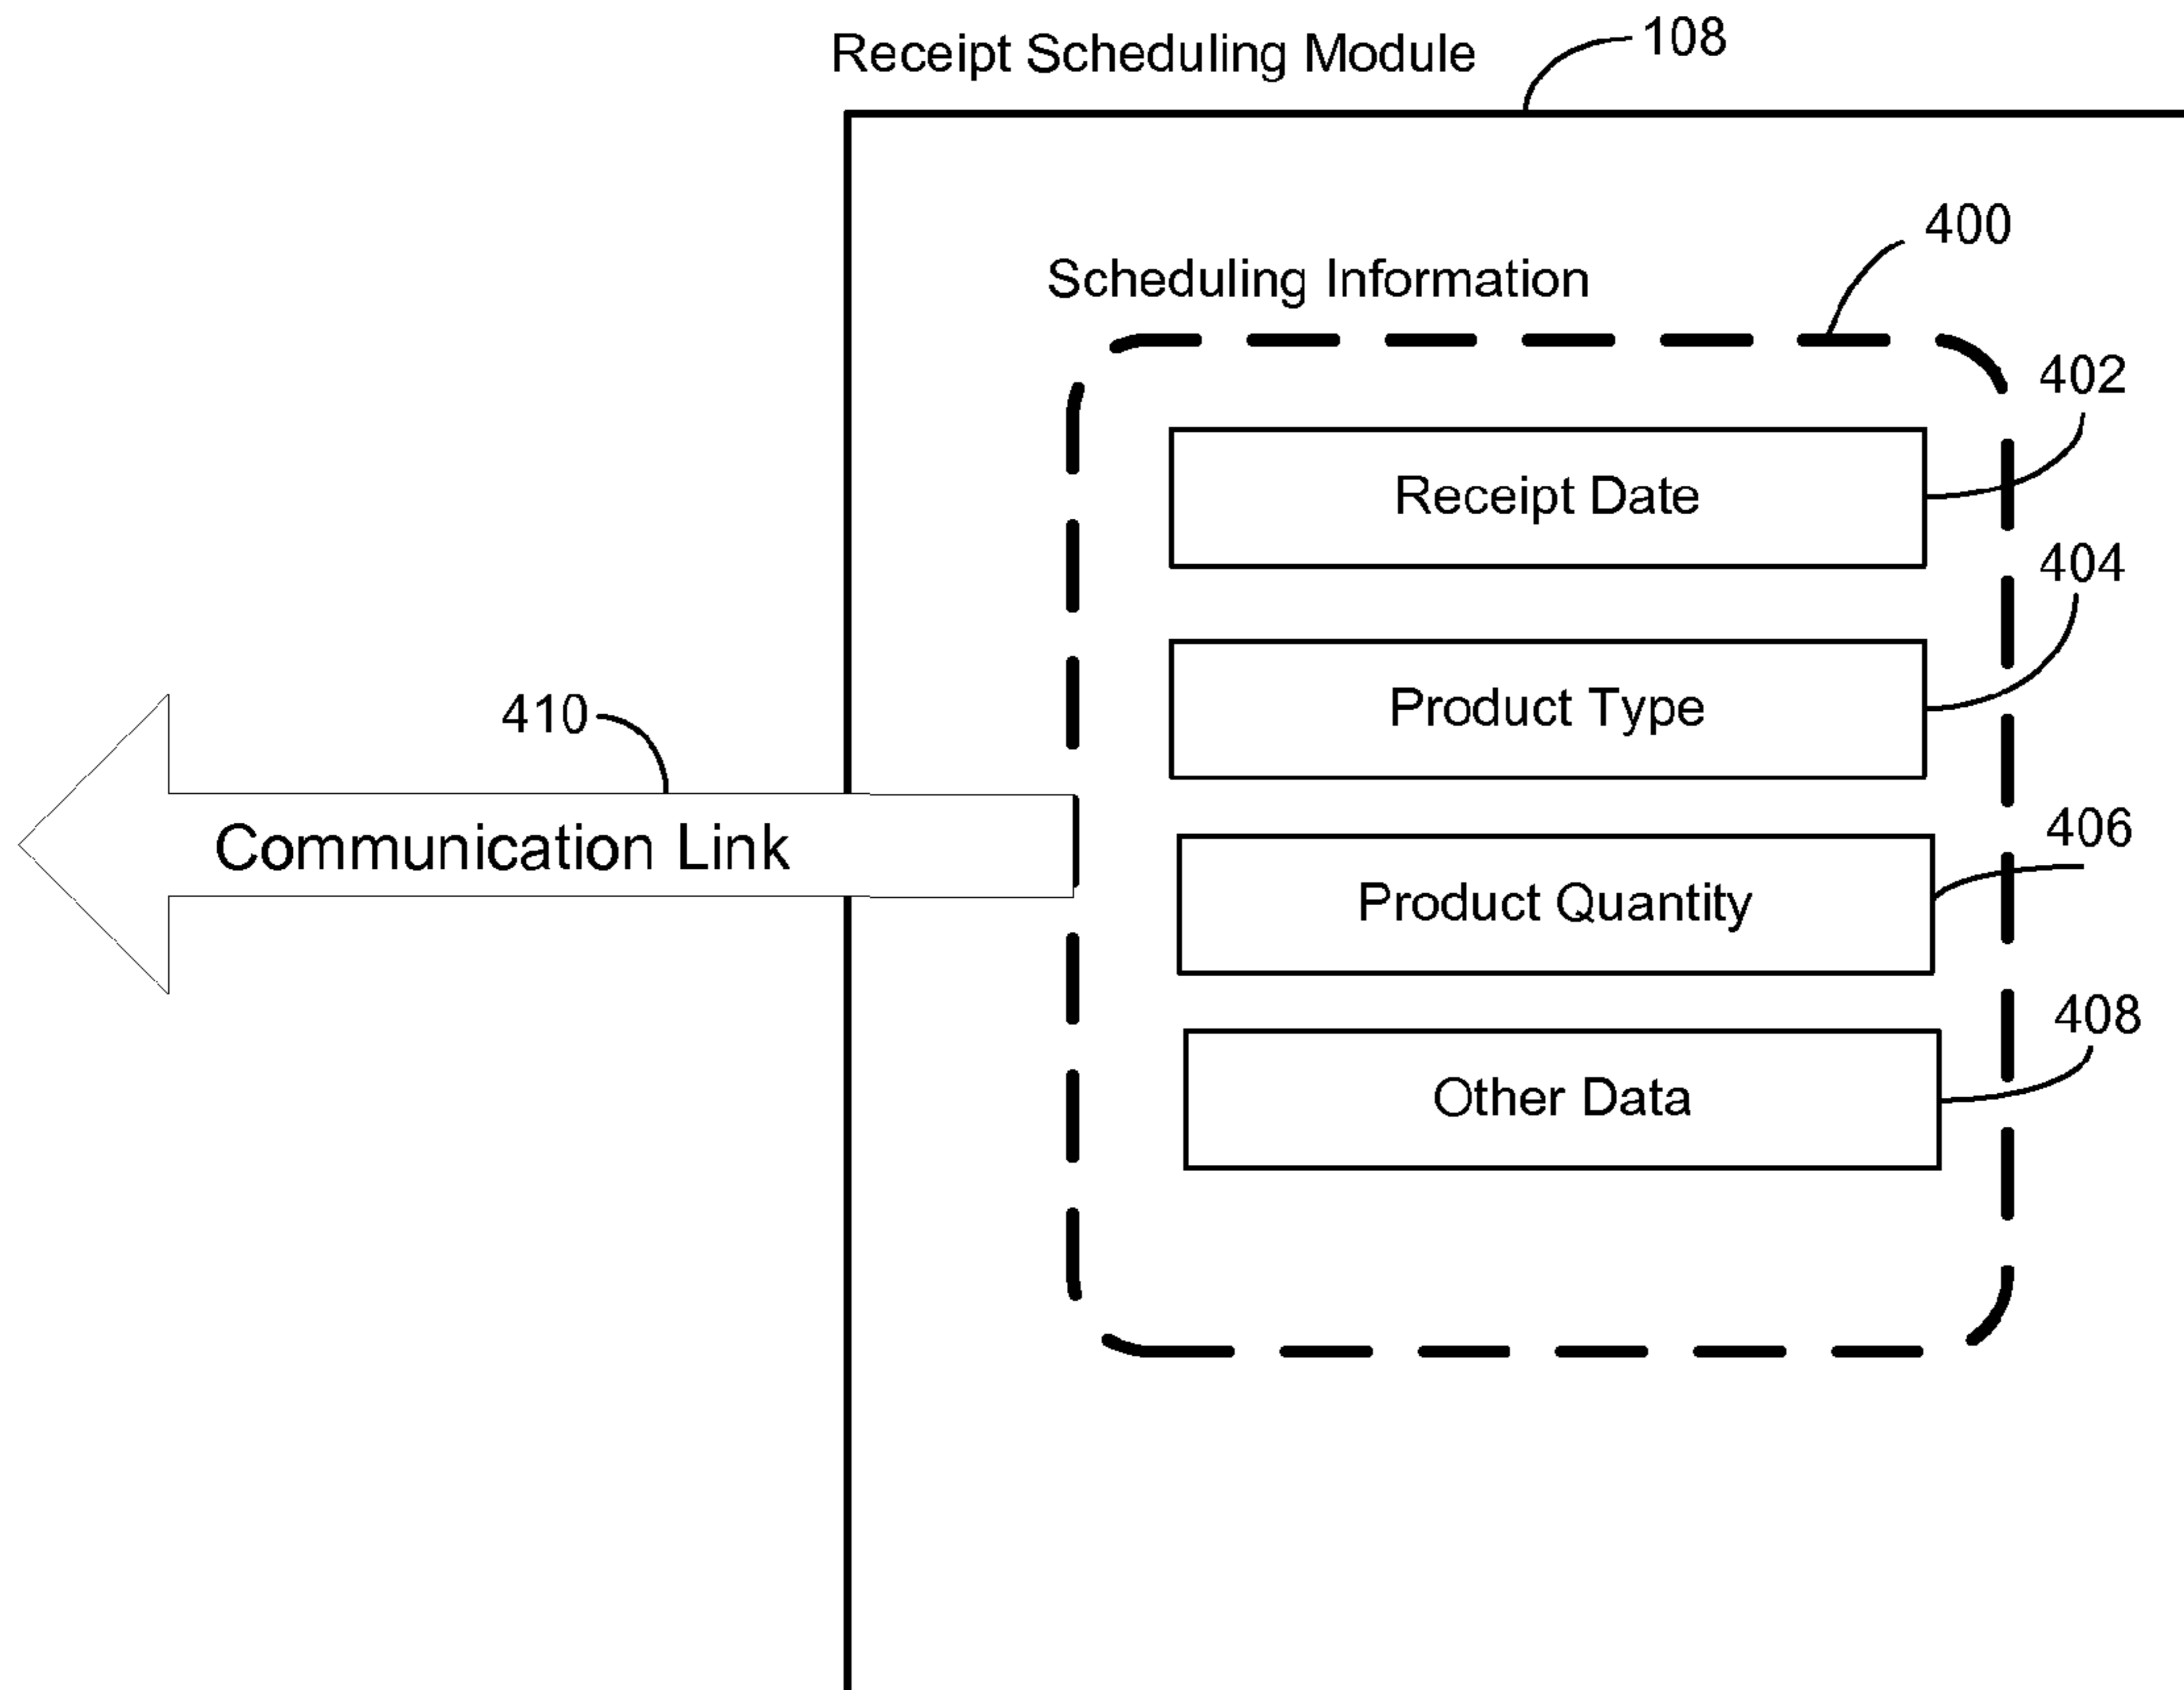 Receipt Scheduling Module
108
400
Scheduling Information
402
Receipt Date
404
Product Type
410
406
Communication Link
Product Quantity
408
Other Data